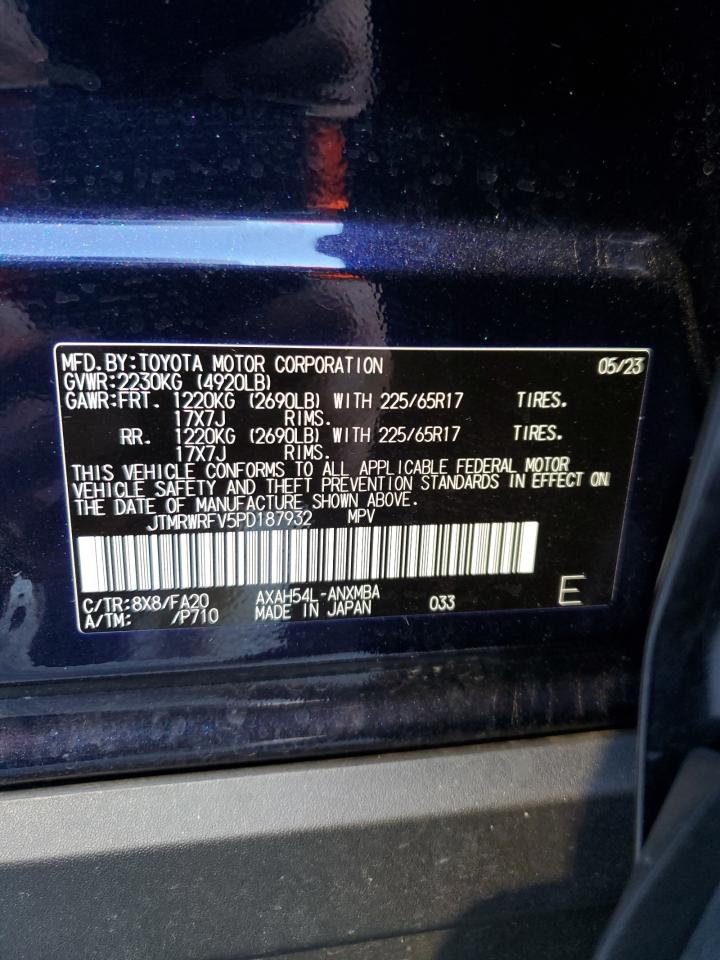 MFD.BY:TOYOTA MOTOR CORPORATION 05/23
GVWR:2230KG (4920LB)
GAWR:FRT. 1220KG (2690LB) WITH 225/65R17 TIRES.
17X7J RIMS.
RR. 1220KG (2690LB) WITH 225/65R17 TIRES.
17X7J RIMS.
THIS VEHICLE CONFORMS TO ALL APPLICABLE FEDERAL MOTOR
VEHICLE SAFETY AND THEFT PREVENTION STANDARDS IN EFFECT ON
THE DATE OF MANUFACTURE SHOWN ABOVE.
JTMRWRFV5PD187932 MPV
C/TR:8X8/FA20 AXAH54L-ANXMBA 033 E
A/TM: /P710 MADE IN JAPAN